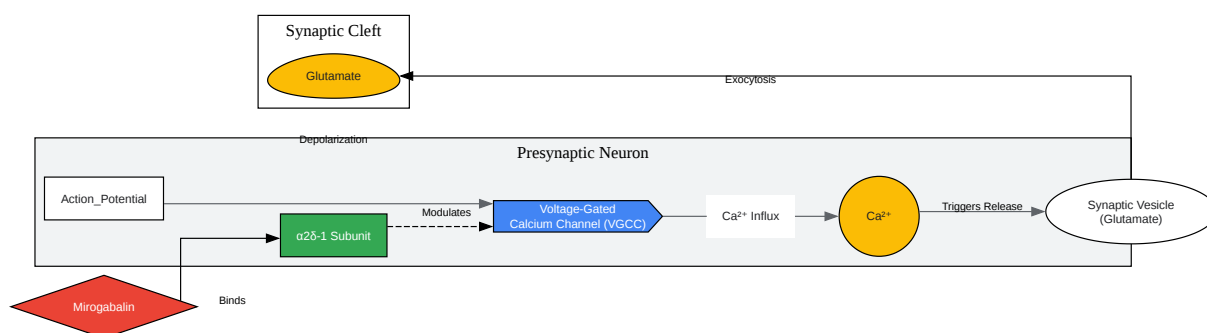 Synaptic Cleft
Glutamate
Exocytosis
Depolarization
Presynaptic Neuron
Action_Potential
Modulates
Voltage-Gated
Calcium Channel (VGCC)
Ca²⁺ Influx
Ca²⁺
Triggers Release
Synaptic Vesicle
(Glutamate)
α2δ-1 Subunit
Mirogabalin
Binds